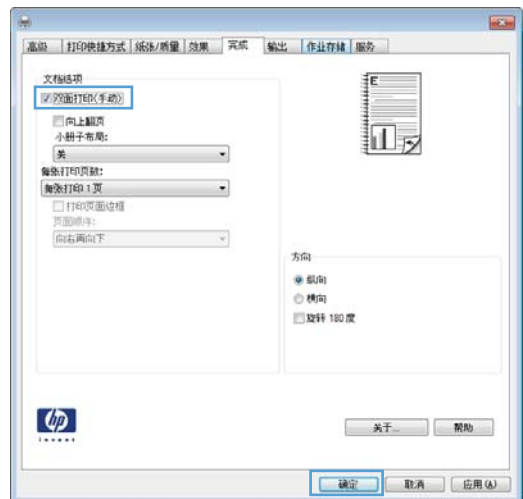 高级 打印快捷方式 纸张/质量 效果 完成 输出 作业存储 服务
文档选项
双面打印(手动)
向上翻页
小册子布局:
关
每张打印页数:
每张打印 1 页
打印页面边框
页面顺序:
向右再向下
E
方向
纵向
横向
旋转 180 度
hp
invent
关于... 帮助
确定 取消 应用(A)